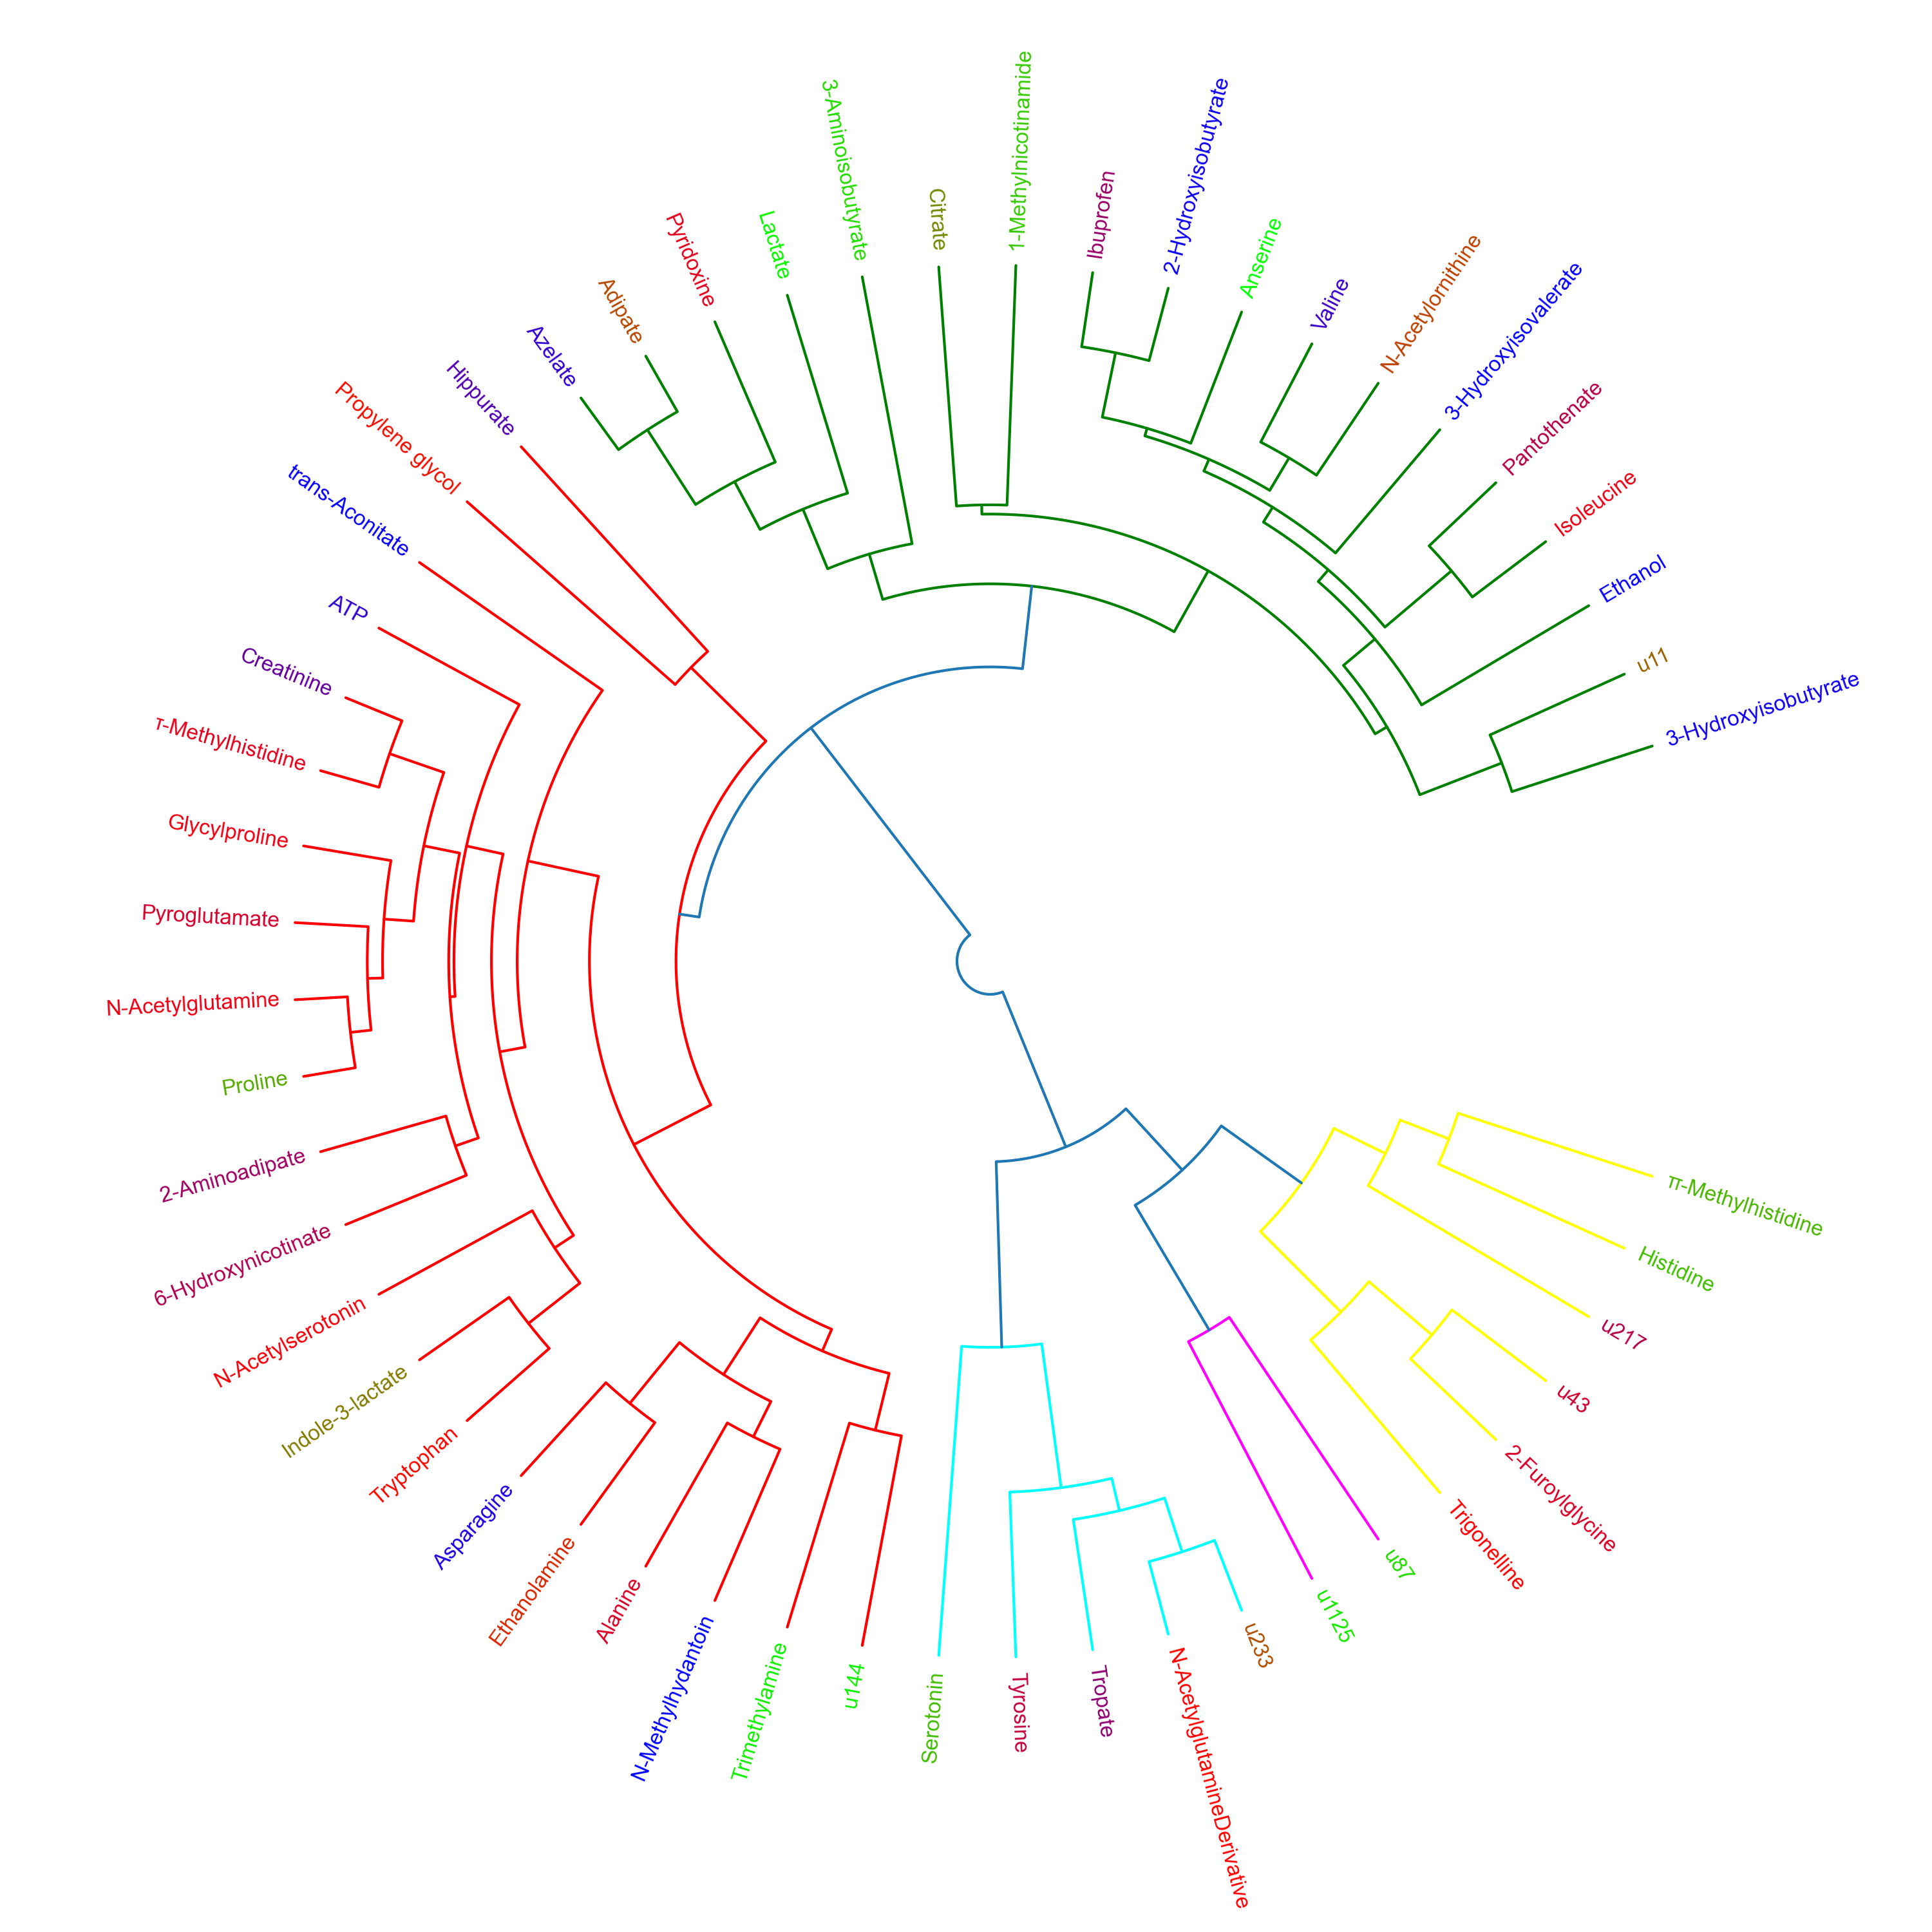 3-Aminoisobutyrate
Citrate
1-Methylnicotinamide
Ibuprofen
2-Hydroxyisobutyrate
Anserine
Valine
N-Acetylornithine
3-Hydroxyisovalerate
Pantothenate
Isoleucine
Ethanol
u11
3-Hydroxyisobutyrate
π-Methylhistidine
Histidine
u217
u43
2-Furoylglycine
Trigonelline
u87
u1125
u233
N-AcetylglutamineDerivative
Tropate
Tyrosine
Serotonin
u144
Trimethylamine
N-Methylhydantoin
Alanine
Ethanolamine
Asparagine
Tryptophan
Indole-3-lactate
N-Acetylserotonin
6-Hydroxynicotinate
2-Aminoadipate
Proline
N-Acetylglutamine
Pyroglutamate
Glycylproline
τ-Methylhistidine
Creatinine
ATP
trans-Aconitate
Propylene glycol
Hippurate
Azelate
Adipate
Pyridoxine
Lactate